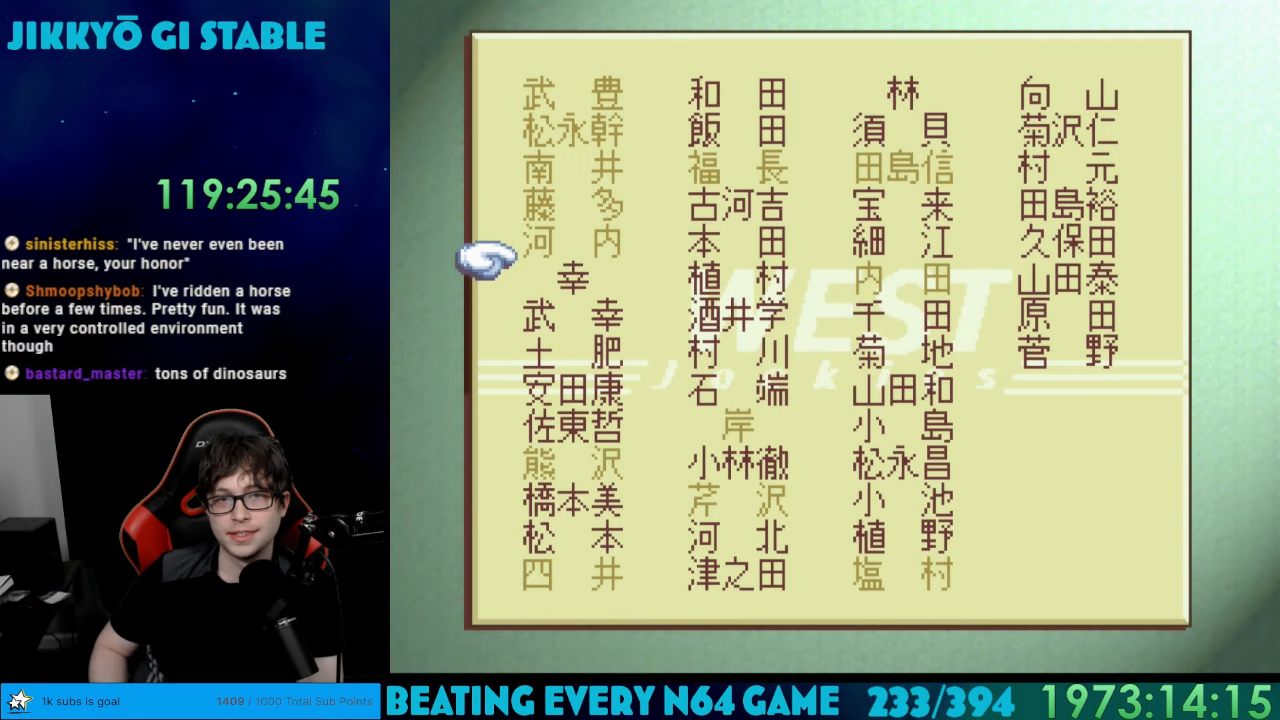 JIKKYŌ GI STABLE
119:25:45
sinisterhiss: "I've never even been
near a horse, your honor"
Shmoopshybob: I've ridden a horse
before a few times. Pretty fun. It was
in a very controlled environment
though
bastard_master: tons of dinosaurs
武 豊
松永幹
南 井
藤 多
河 内
幸
武 幸
土 肥
安田康
佐東哲
熊 沢
橋本美
松 本
四 井
和 田
飯 田
福 長
古河吉
本 田
植 村
酒井学
村 川
石 端
岸
小林徹
芹 沢
河 北
津之田
林
須 貝
田島信
宝 来
細 江
内 田
千 田
菊 地
山田和
小 島
松永昌
小 池
植 野
塩 村
向 山
菊沢仁
村 元
田島裕
久保田
山田泰
原 田
菅 野
WEST
Jockies
1k subs is goal
1409 / 1000 Total Sub Points
BEATING EVERY N64 GAME
233/394
1973:14:15